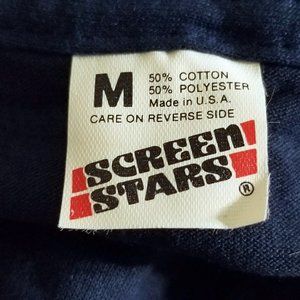 M
50% COTTON
50% POLYESTER
Made in U.S.A.
CARE ON REVERSE SIDE
SCREEN
STARS
®